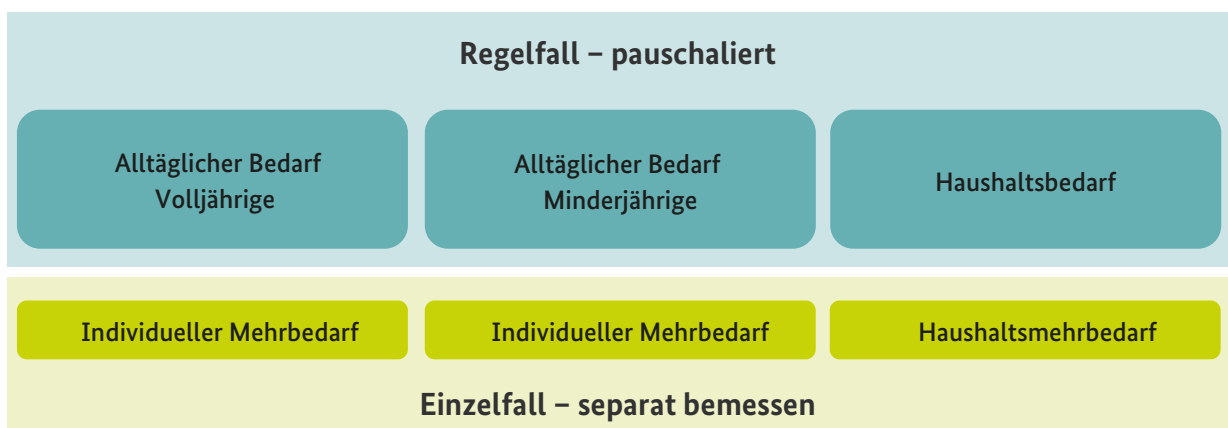 Regelfall – pauschaliert
Alltäglicher Bedarf
Volljährige
Alltäglicher Bedarf
Minderjährige
Haushaltsbedarf
Individueller Mehrbedarf
Individueller Mehrbedarf
Haushaltsmehrbedarf
Einzelfall – separat bemessen